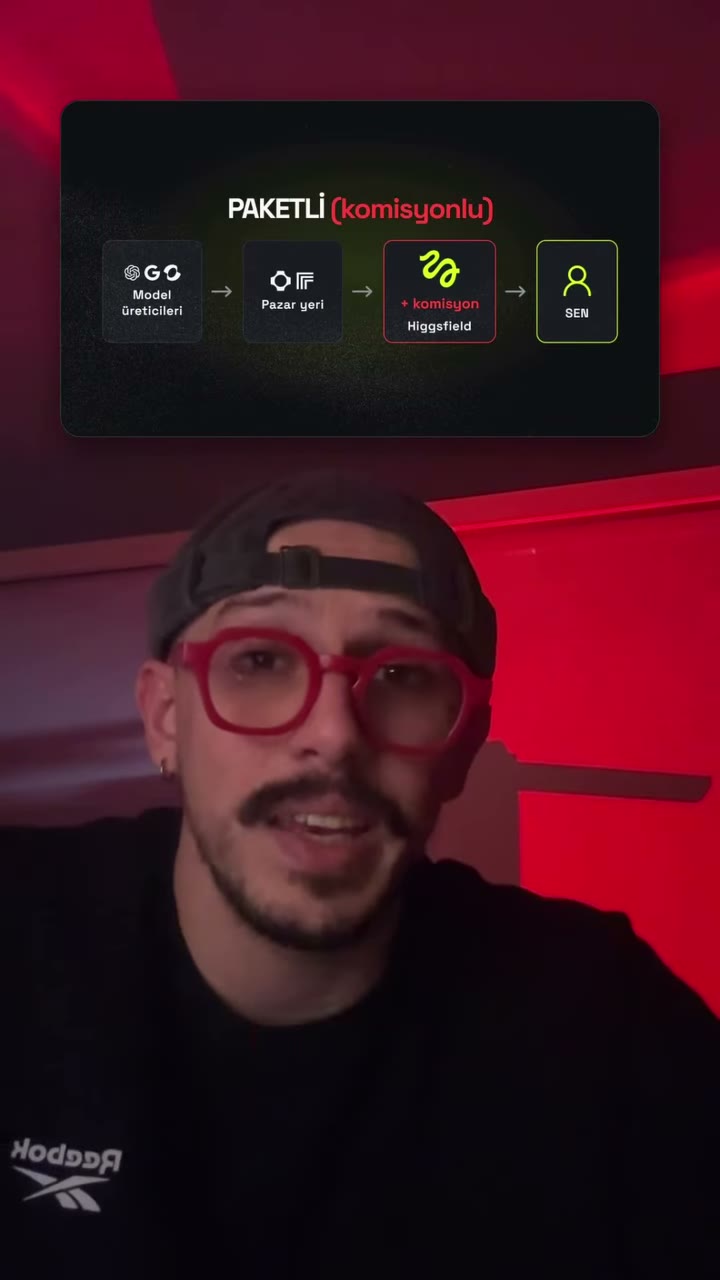 PAKETLİ (komisyonlu)
Model
üreticileri
Pazar yeri
+ komisyon
Higgsfield
SEN
Reebok